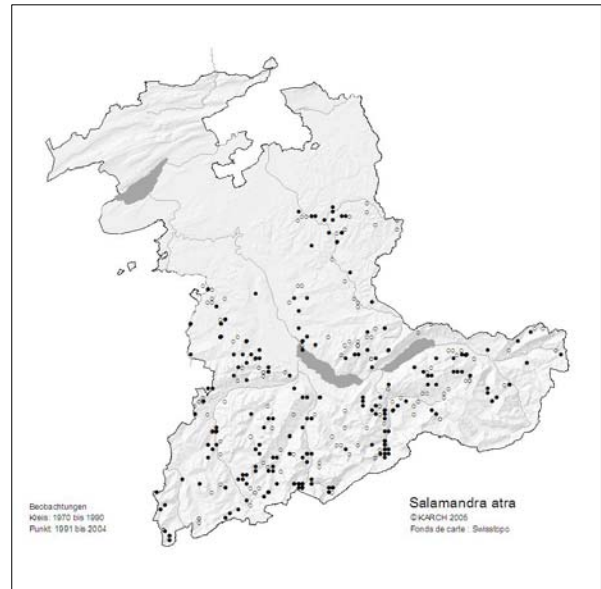 Beobachtungen
Kreis: 1970 bis 1990
Punkt: 1991 bis 2004
Salamandra atra
© KARCH 2005
Fonds de carte : Swisstopo